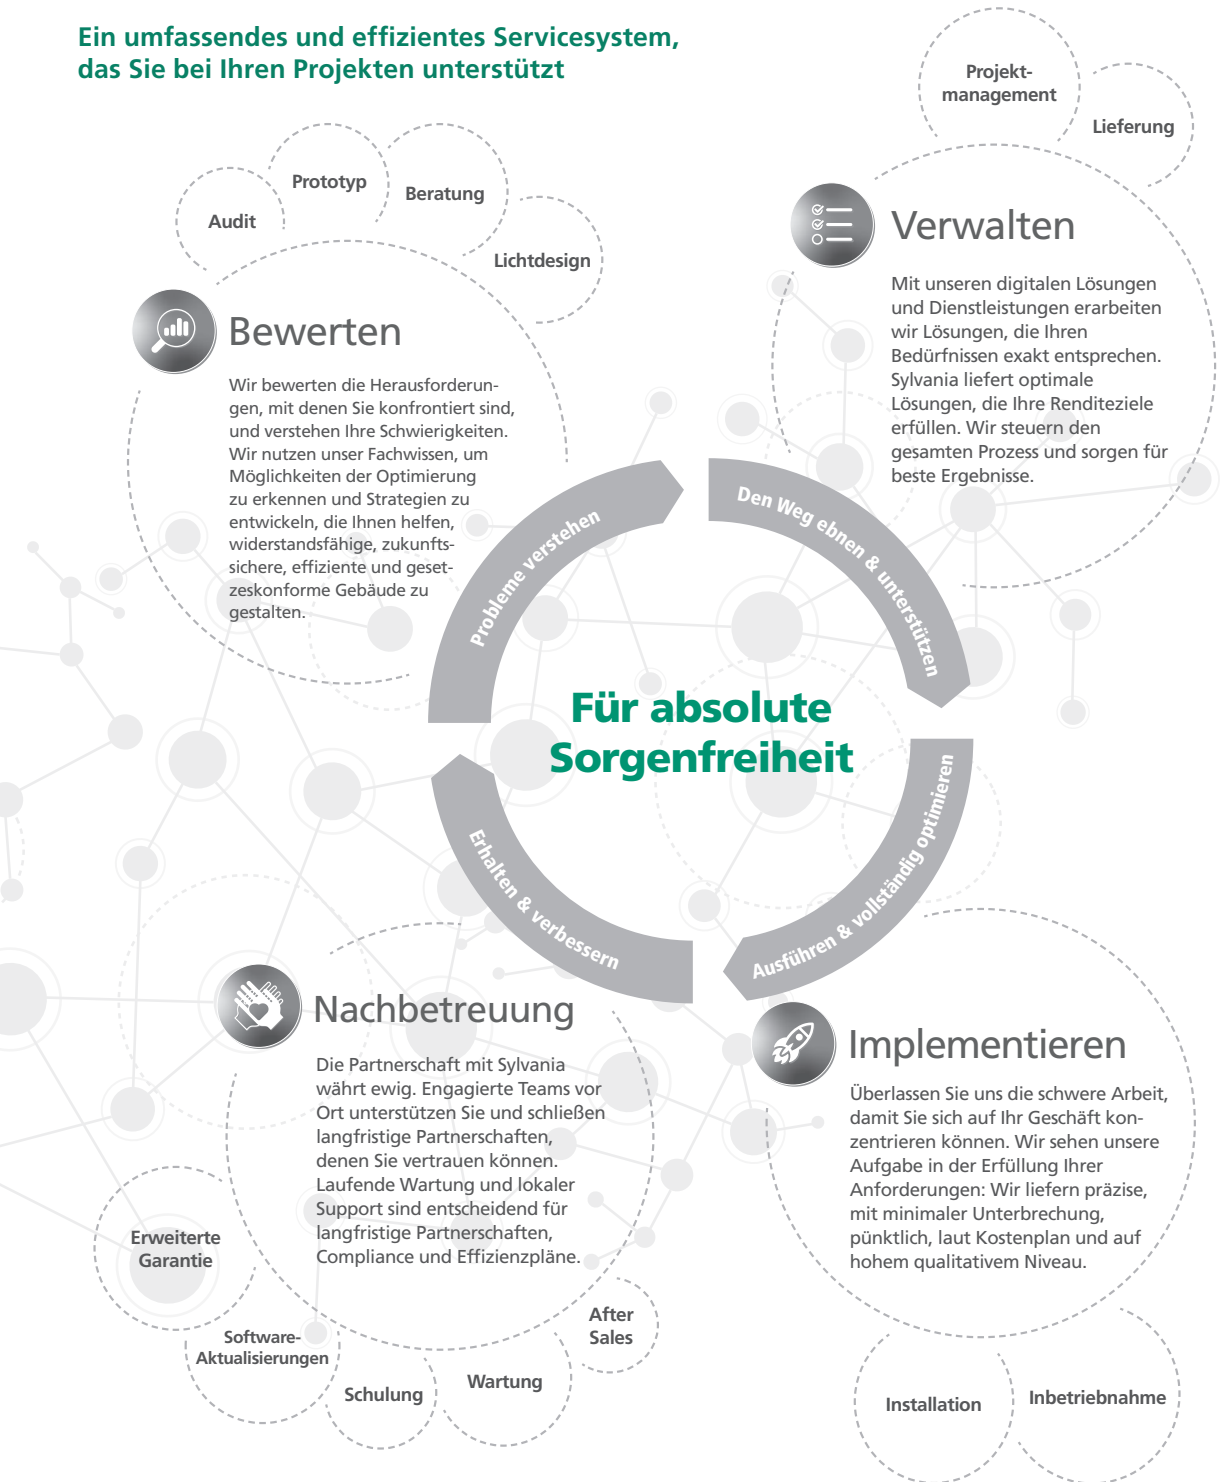 Ein umfassendes und effizientes Servicesystem,
das Sie bei Ihren Projekten unterstützt
Audit
Prototyp
Beratung
Lichtdesign
Bewerten
Wir bewerten die Herausforderun-
gen, mit denen Sie konfrontiert sind,
und verstehen Ihre Schwierigkeiten.
Wir nutzen unser Fachwissen, um
Möglichkeiten der Optimierung
zu erkennen und Strategien zu
entwickeln, die Ihnen helfen,
widerstandsfähige, zukunfts-
sichere, effiziente und geset-
zeskonforme Gebäude zu
gestalten.
Projekt-
management
Lieferung
Verwalten
Mit unseren digitalen Lösungen
und Dienstleistungen erarbeiten
wir Lösungen, die Ihren
Bedürfnissen exakt entsprechen.
Sylvania liefert optimale
Lösungen, die Ihre Renditeziele
erfüllen. Wir steuern den
gesamten Prozess und sorgen für
beste Ergebnisse.
Probleme verstehen
Den Weg ebnen & unterstützen
Für absolute
Sorgenfreiheit
Erhalten & verbessern
Ausführen & vollständig optimieren
Nachbetreuung
Die Partnerschaft mit Sylvania
währt ewig. Engagierte Teams vor
Ort unterstützen Sie und schließen
langfristige Partnerschaften,
denen Sie vertrauen können.
Laufende Wartung und lokaler
Support sind entscheidend für
langfristige Partnerschaften,
Compliance und Effizienzpläne.
Erweiterte
Garantie
Software-
Aktualisierungen
Schulung
Wartung
After
Sales
Implementieren
Überlassen Sie uns die schwere Arbeit,
damit Sie sich auf Ihr Geschäft kon-
zentrieren können. Wir sehen unsere
Aufgabe in der Erfüllung Ihrer
Anforderungen: Wir liefern präzise,
mit minimaler Unterbrechung,
pünktlich, laut Kostenplan und auf
hohem qualitativem Niveau.
Installation
Inbetriebnahme